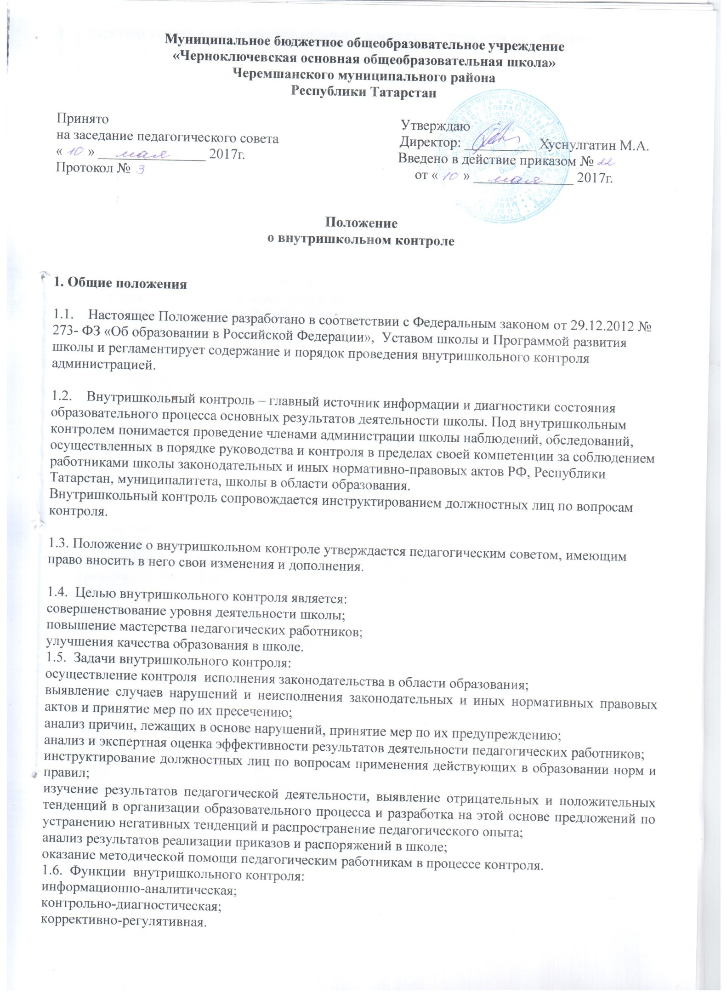 Муниципальное бюджетное общеобразовательное учреждение
«Черноключевская основная общеобразовательная школа»
Черемшанского муниципального района
Республики Татарстан
Принято
на заседание педагогического совета
« 10 » мая 2017г.
Протокол № 3
Утверждаю
Директор: ___________ Хуснулгатин М.А.
Введено в действие приказом № 22
от « 10 » мая 2017г.
Положение
о внутришкольном контроле
1. Общие положения
1.1. Настоящее Положение разработано в соответствии с Федеральным законом от 29.12.2012 №
273- ФЗ «Об образовании в Российской Федерации», Уставом школы и Программой развития
школы и регламентирует содержание и порядок проведения внутришкольного контроля
администрацией.
1.2. Внутришкольный контроль – главный источник информации и диагностики состояния
образовательного процесса основных результатов деятельности школы. Под внутришкольным
контролем понимается проведение членами администрации школы наблюдений, обследований,
осуществленных в порядке руководства и контроля в пределах своей компетенции за соблюдением
работниками школы законодательных и иных нормативно-правовых актов РФ, Республики
Татарстан, муниципалитета, школы в области образования.
Внутришкольный контроль сопровождается инструктированием должностных лиц по вопросам
контроля.
1.3. Положение о внутришкольном контроле утверждается педагогическим советом, имеющим
право вносить в него свои изменения и дополнения.
1.4. Целью внутришкольного контроля является:
совершенствование уровня деятельности школы;
повышение мастерства педагогических работников;
улучшения качества образования в школе.
1.5. Задачи внутришкольного контроля:
осуществление контроля исполнения законодательства в области образования;
выявление случаев нарушений и неисполнения законодательных и иных нормативных правовых
актов и принятие мер по их пресечению;
анализ причин, лежащих в основе нарушений, принятие мер по их предупреждению;
анализ и экспертная оценка эффективности результатов деятельности педагогических работников;
инструктирование должностных лиц по вопросам применения действующих в образовании норм и
правил;
изучение результатов педагогической деятельности, выявление отрицательных и положительных
тенденций в организации образовательного процесса и разработка на этой основе предложений по
устранению негативных тенденций и распространение педагогического опыта;
анализ результатов реализации приказов и распоряжений в школе;
оказание методической помощи педагогическим работникам в процессе контроля.
1.6. Функции внутришкольного контроля:
информационно-аналитическая;
контрольно-диагностическая;
коррективно-регулятивная.